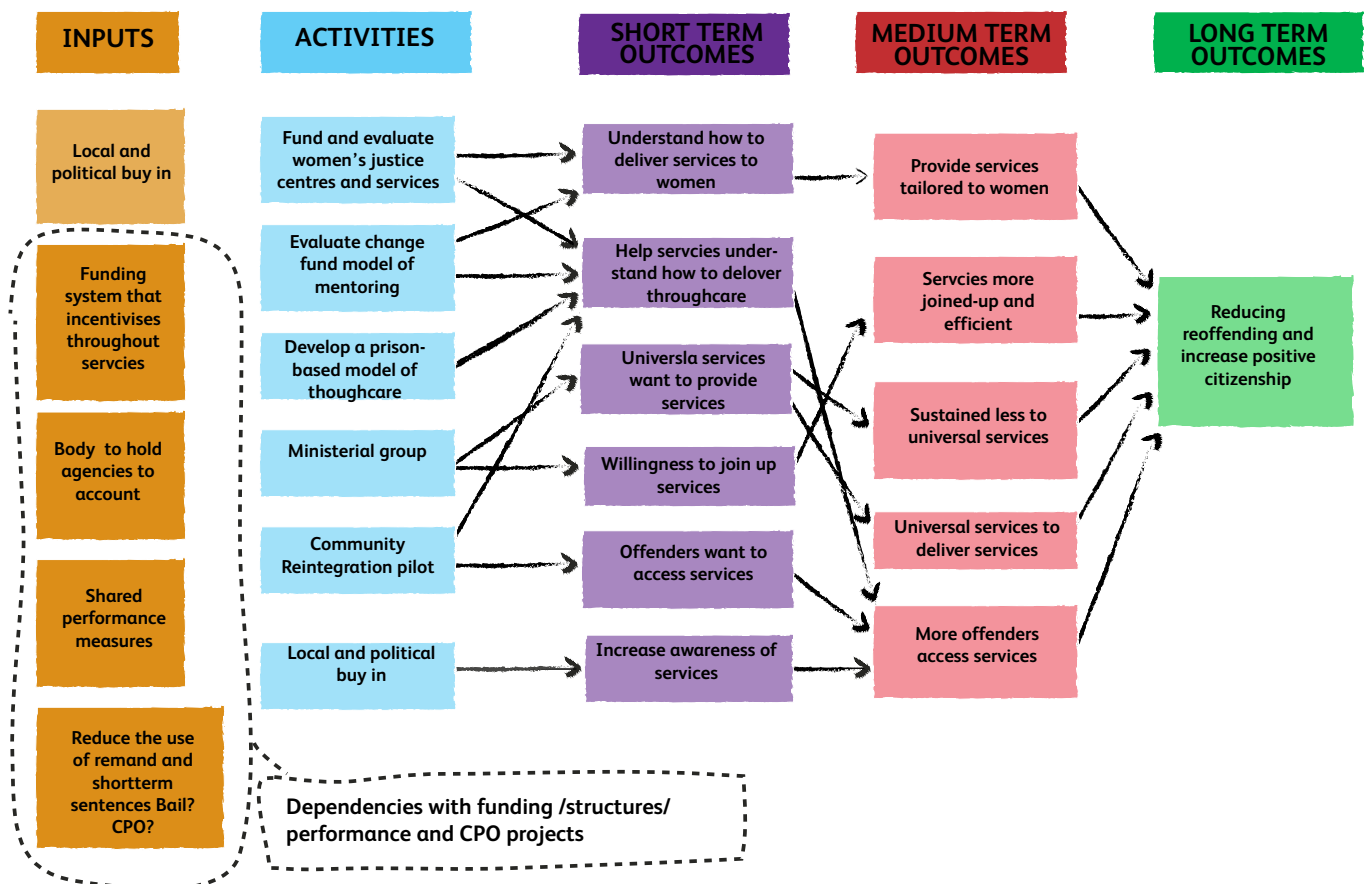 INPUTS
ACTIVITIES
SHORT TERM
OUTCOMES
MEDIUM TERM
OUTCOMES
LONG TERM
OUTCOMES
Local and
political buy in
Funding
system that
incentivises
throughout
servcies
Body to hold
agencies to
account
Shared
performance
measures
Reduce the use
of remand and
shortterm
sentences Bail?
CPO?
Fund and evaluate
women’s justice
centres and services
Evaluate change
fund model of
mentoring
Develop a prison-
based model of
thoughcare
Ministerial group
Community
Reintegration pilot
Local and political
buy in
Understand how to
deliver services to
women
Help servcies under-
stand how to delover
throughcare
Universla services
want to provide
services
Willingness to join up
services
Offenders want to
access services
Increase awareness of
services
Provide services
tailored to women
Servcies more
joined-up and
efficient
Sustained less to
universal services
Universal services to
deliver services
More offenders
access services
Reducing
reoffending and
increase positive
citizenship
Dependencies with funding /structures/
performance and CPO projects